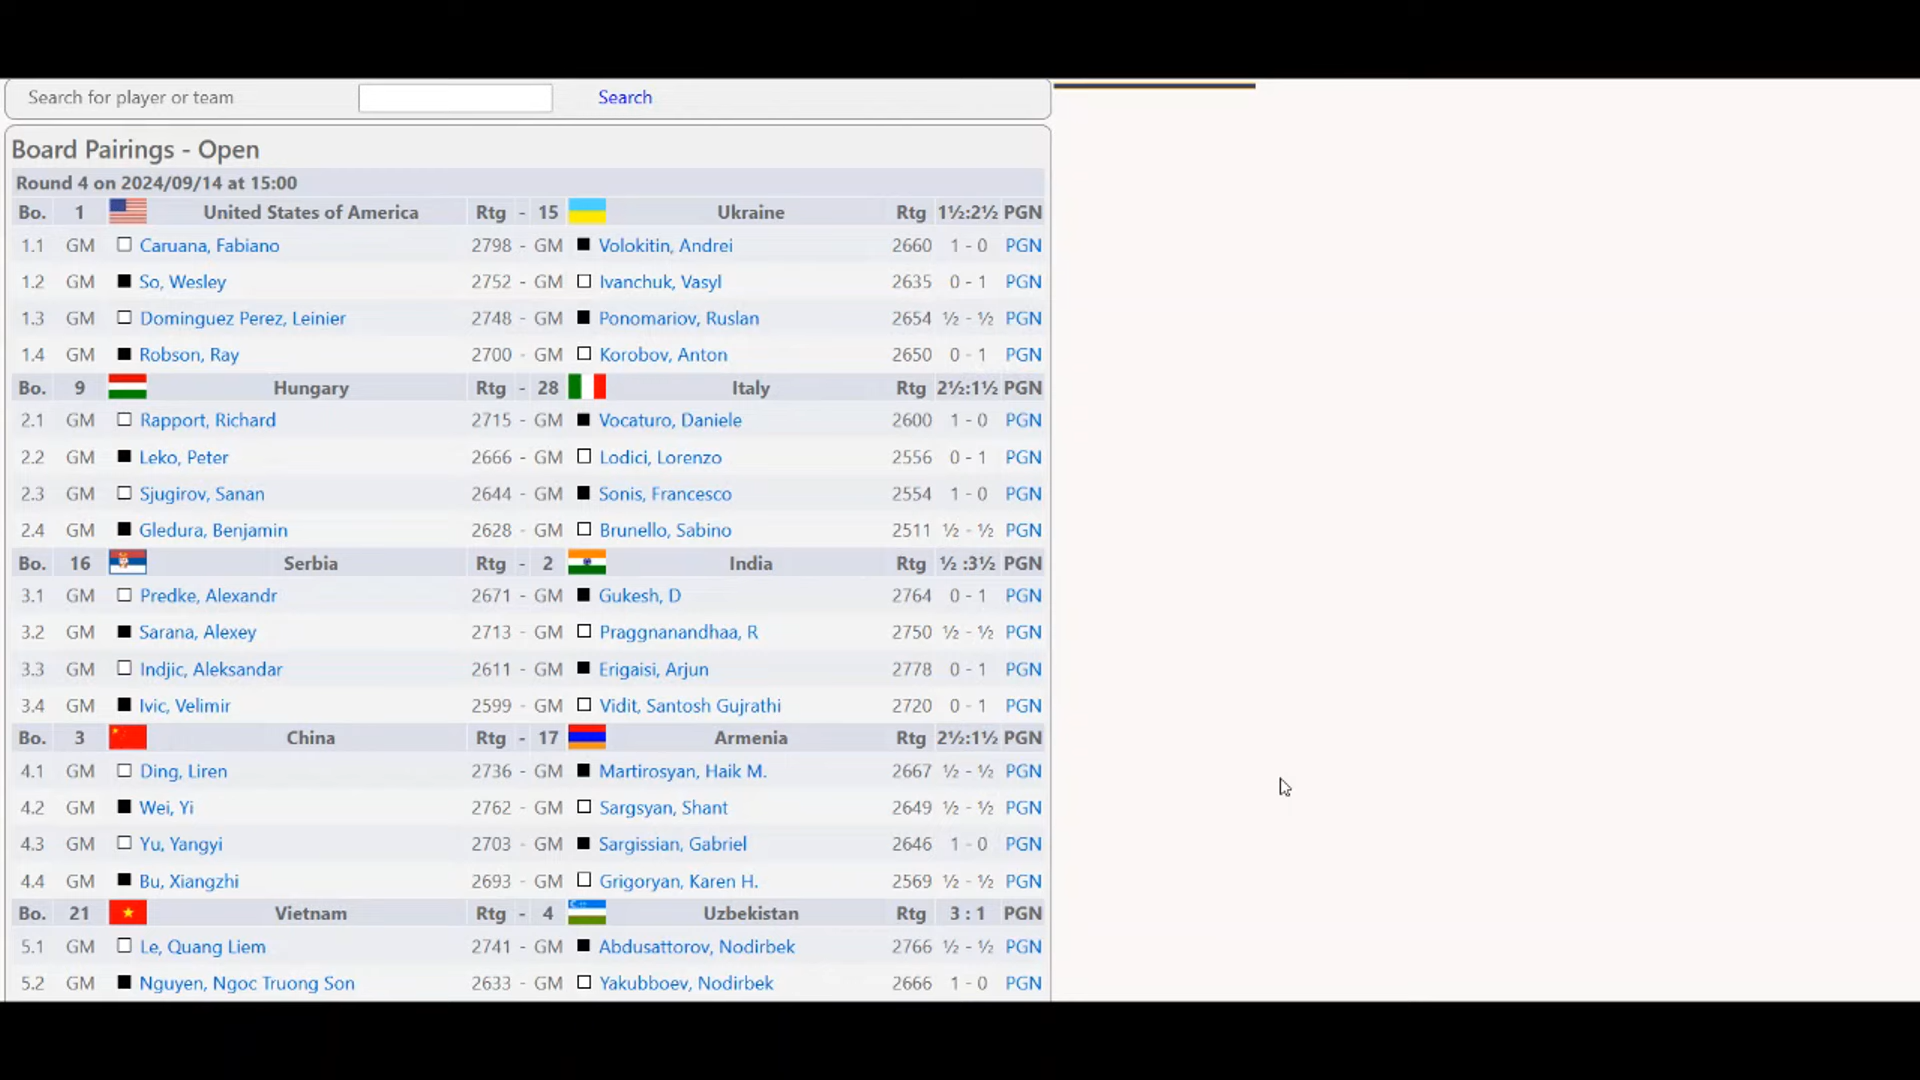 Search for player or team Search
Board Pairings - Open
Round 4 on 2024/09/14 at 15:00
Bo. 1 United States of America Rtg - 15 Ukraine Rtg 1½:2½ PGN
1.1 GM Caruana, Fabiano 2798 - GM Volokitin, Andrei 2660 1 - 0 PGN
1.2 GM So, Wesley 2752 - GM Ivanchuk, Vasyl 2635 0 - 1 PGN
1.3 GM Dominguez Perez, Leinier 2748 - GM Ponomariov, Ruslan 2654 ½ - ½ PGN
1.4 GM Robson, Ray 2700 - GM Korobov, Anton 2650 0 - 1 PGN
Bo. 9 Hungary Rtg - 28 Italy Rtg 2½:1½ PGN
2.1 GM Rapport, Richard 2715 - GM Vocaturo, Daniele 2600 1 - 0 PGN
2.2 GM Leko, Peter 2666 - GM Lodici, Lorenzo 2556 0 - 1 PGN
2.3 GM Sjugirov, Sanan 2644 - GM Sonis, Francesco 2554 1 - 0 PGN
2.4 GM Gledura, Benjamin 2628 - GM Brunello, Sabino 2511 ½ - ½ PGN
Bo. 16 Serbia Rtg - 2 India Rtg ½ :3½ PGN
3.1 GM Predke, Alexandr 2671 - GM Gukesh, D 2764 0 - 1 PGN
3.2 GM Sarana, Alexey 2713 - GM Praggnanandhaa, R 2750 ½ - ½ PGN
3.3 GM Indjic, Aleksandar 2611 - GM Erigaisi, Arjun 2778 0 - 1 PGN
3.4 GM Ivic, Velimir 2599 - GM Vidit, Santosh Gujrathi 2720 0 - 1 PGN
Bo. 3 China Rtg - 17 Armenia Rtg 2½:1½ PGN
4.1 GM Ding, Liren 2736 - GM Martirosyan, Haik M. 2667 ½ - ½ PGN
4.2 GM Wei, Yi 2762 - GM Sargsyan, Shant 2649 ½ - ½ PGN
4.3 GM Yu, Yangyi 2703 - GM Sargissian, Gabriel 2646 1 - 0 PGN
4.4 GM Bu, Xiangzhi 2693 - GM Grigoryan, Karen H. 2569 ½ - ½ PGN
Bo. 21 Vietnam Rtg - 4 Uzbekistan Rtg 3 : 1 PGN
5.1 GM Le, Quang Liem 2741 - GM Abdusattorov, Nodirbek 2766 ½ - ½ PGN
5.2 GM Nguyen, Ngoc Truong Son 2633 - GM Yakubboev, Nodirbek 2666 1 - 0 PGN